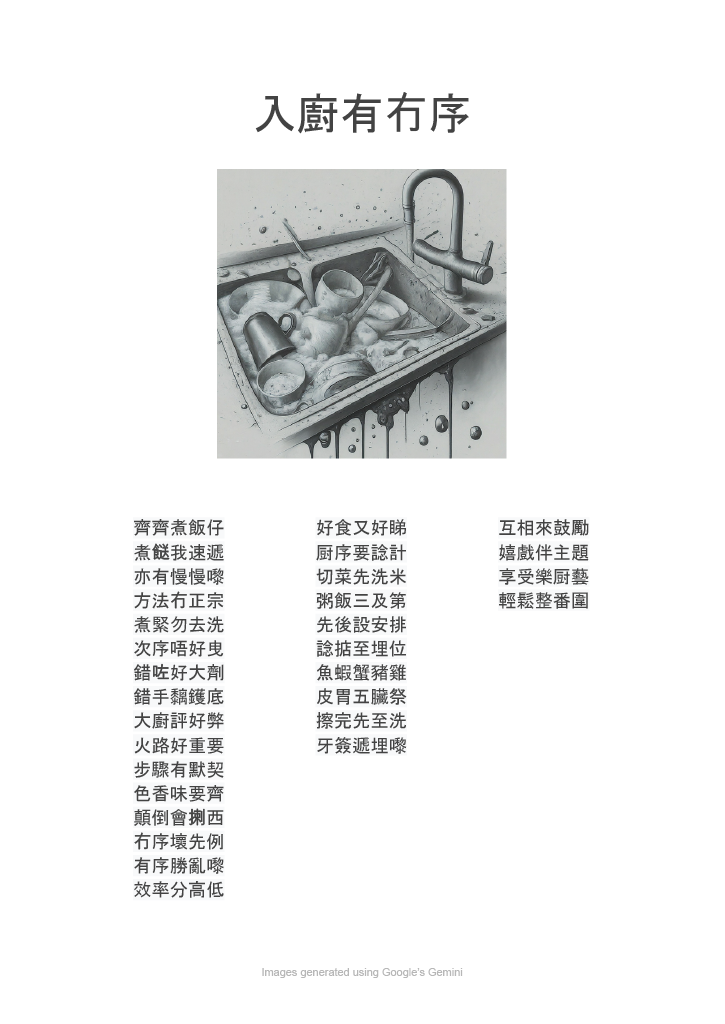 入廚有冇序
齊齊煮飯仔
煮餸我速遞
亦有慢慢嚟
方法冇正宗
煮緊勿去洗
次序唔好曳
錯咗好大劑
錯手黐鑊底
大廚評好弊
火路好重要
步驟有默契
色香味要齊
顛倒會揦西
冇序壞先例
有序勝亂嚟
效率分高低
好食又好睇
厨序要諗計
切菜先洗米
粥飯三及第
先後設安排
諗掂至埋位
魚蝦蟹豬雞
皮胃五臟祭
擦完先至洗
牙簽遞埋嚟
互相來鼓勵
嬉戲伴主題
享受樂厨藝
輕鬆整番圍
Images generated using Google's Gemini